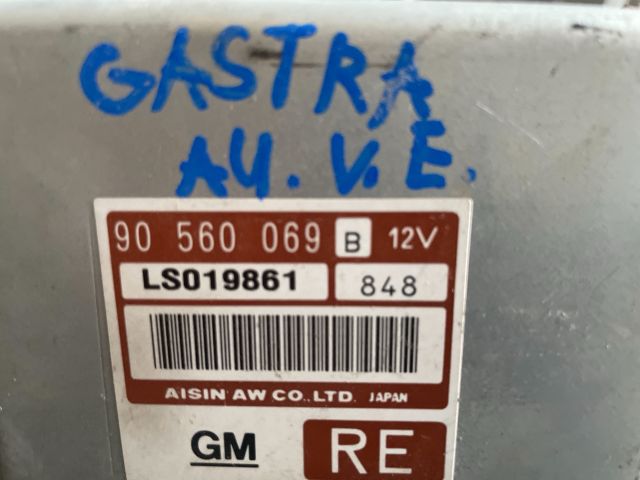 GASTRA
AU.V.E.
90 560 069 B 12V
LS019861 848
AISIN AW CO.,LTD. JAPAN
GM RE